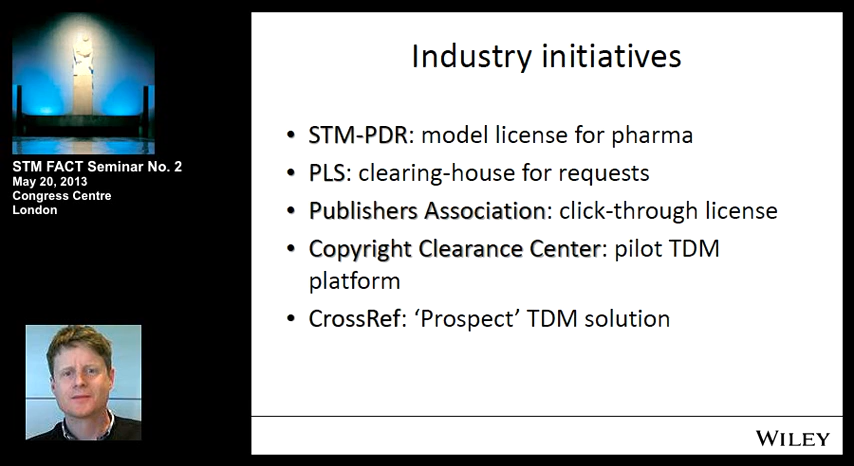 STM FACT Seminar No. 2
May 20, 2013
Congress Centre
London
Industry initiatives
• STM-PDR: model license for pharma
• PLS: clearing-house for requests
• Publishers Association: click-through license
• Copyright Clearance Center: pilot TDM
platform
• CrossRef: ‘Prospect’ TDM solution
WILEY